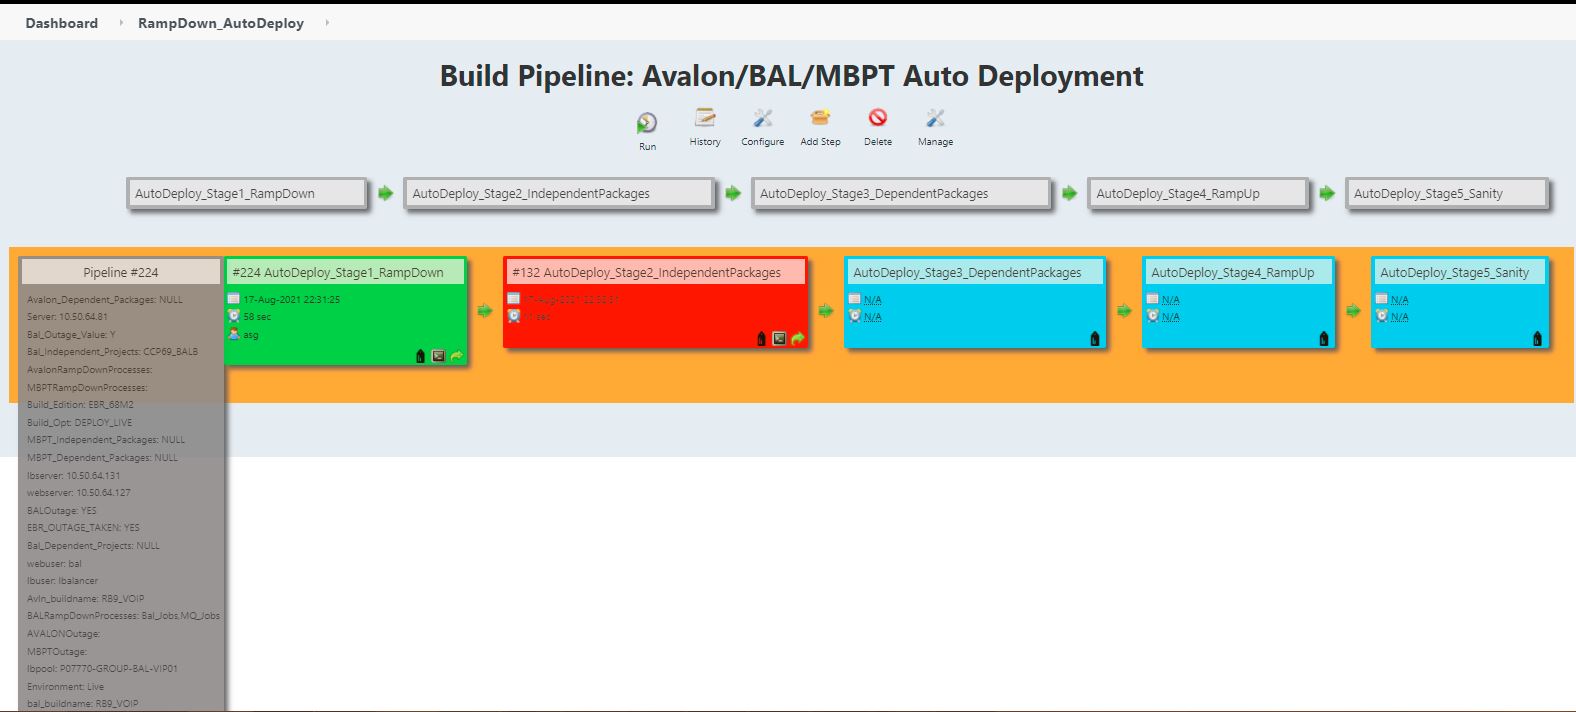 Dashboard RampDown_AutoDeploy
Build Pipeline: Avalon/BAL/MBPT Auto Deployment
Run History Configure Add Step Delete Manage
AutoDeploy_Stage1_RampDown AutoDeploy_Stage2_IndependentPackages AutoDeploy_Stage3_DependentPackages AutoDeploy_Stage4_RampUp AutoDeploy_Stage5_Sanity
Pipeline #224
Avalon_Dependent_Packages: NULL
Server: 10.50.64.81
Bal_Outage_Value: Y
Bal_Independent_Projects: CCP69_BALB
AvalonRampDownProcesses:
MBPTRampDownProcesses:
Build_Edition: EBR_68M2
Build_Opt: DEPLOY_LIVE
MBPT_Independent_Packages: NULL
MBPT_Dependent_Packages: NULL
lbserver: 10.50.64.131
webserver: 10.50.64.127
BALOutage: YES
EBR_OUTAGE_TAKEN: YES
Bal_Dependent_Projects: NULL
webuser: bal
lbuser: lbalancer
Avln_buildname: RB9_VOIP
BALRampDownProcesses: Bal_Jobs,MQ_Jobs
AVALONOutage:
MBPTOutage:
lbpool: P07770-GROUP-BAL-VIP01
Environment: Live
bal_buildname: RB9_VOIP
#224 AutoDeploy_Stage1_RampDown
17-Aug-2021 22:31:25
58 sec
asg
#132 AutoDeploy_Stage2_IndependentPackages
17-Aug-2021
sec
AutoDeploy_Stage3_DependentPackages
N/A
N/A
AutoDeploy_Stage4_RampUp
N/A
N/A
AutoDeploy_Stage5_Sanity
N/A
N/A